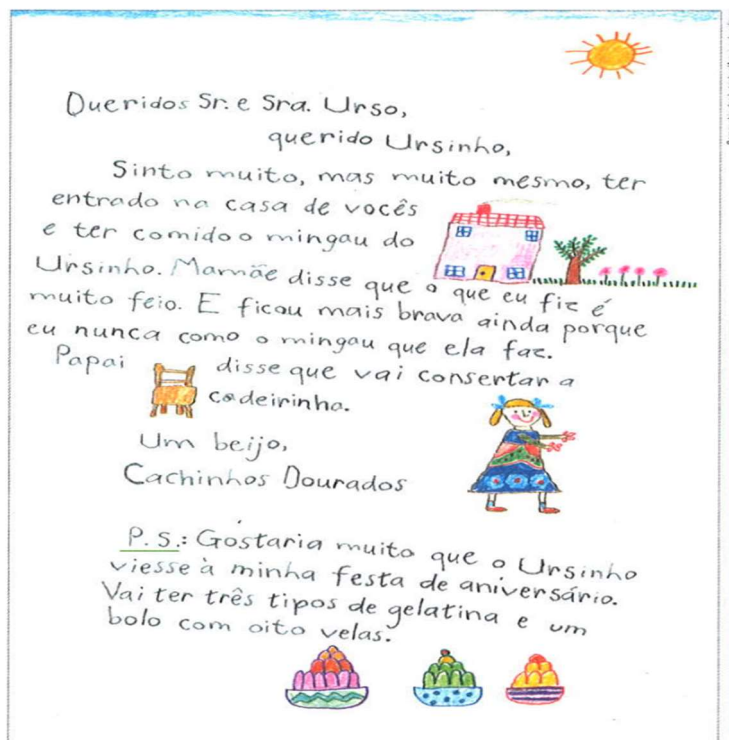 Queridos Sr. e Sra. Urso,
querido Ursinho,
Sinto muito, mas muito mesmo, ter
entrado na casa de vocês
e ter comido o mingau do
Ursinho. Mamãe disse que o que eu fiz é
muito feio. E ficou mais brava ainda porque
eu nunca como o mingau que ela faz.
Papai disse que vai consertar a
cadeirinha.
Um beijo,
Cachinhos Dourados
P.S.: Gostaria muito que o Ursinho
viesse à minha festa de aniversário.
Vai ter três tipos de gelatina e um
bolo com oito velas.